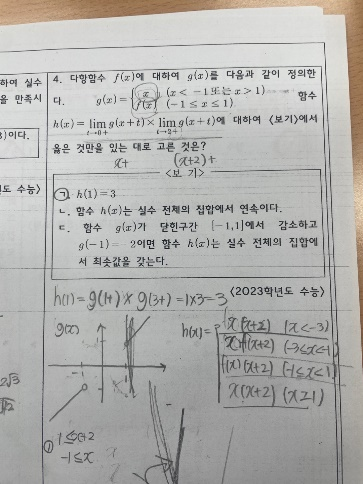 하여 실수
을 만족시
)이다.
년도 수능>
4. 다항함수 f(x)에 대하여 g(x)를 다음과 같이 정의한
다. g(x)={ x (x<-1또는 x>1)
f(x) (-1≤x≤1) 함수
h(x)= lim g(x+t)× lim g(x+t)에 대하여 <보기>에서
t→0+ t→2+
옳은 것만을 있는 대로 고른 것은?
x+ (x+2)+
<보 기>
ㄱ. h(1)=3
ㄴ. 함수 h(x)는 실수 전체의 집합에서 연속이다.
ㄷ. 함수 g(x)가 닫힌구간 [-1,1]에서 감소하고
g(-1)= 2이면 함수 h(x)는 실수 전체의 집합에
서 최솟값을 갖는다.
<2023학년도 수능>
h(1)=g(1+)×g(3+)=1×3=3
g(x)
h(x)=
x(x+2) (x<-3)
(x+2) (-3≤x<-1)
(x+2) (-1≤x<1)
x(x+2) (x≥1)
-1
2√3
① 1≤x+2
-1≤x